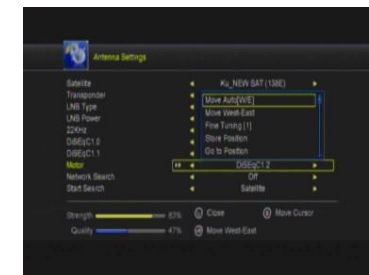 Antenna Settings
Satellite Ku_NEW SAT (138E)
Transponder
LNB Type Move Auto[W/E]
LNB Power Move West-East
22KHz Fine Tuning [1]
DiSEqC1.0 Store Position
DiSEqC1.1 Go to Position
Motor DiSEqC1.2
Network Search Off
Start Search Satellite
Strength 83% Close Move Cursor
Quality 47% Move West-East